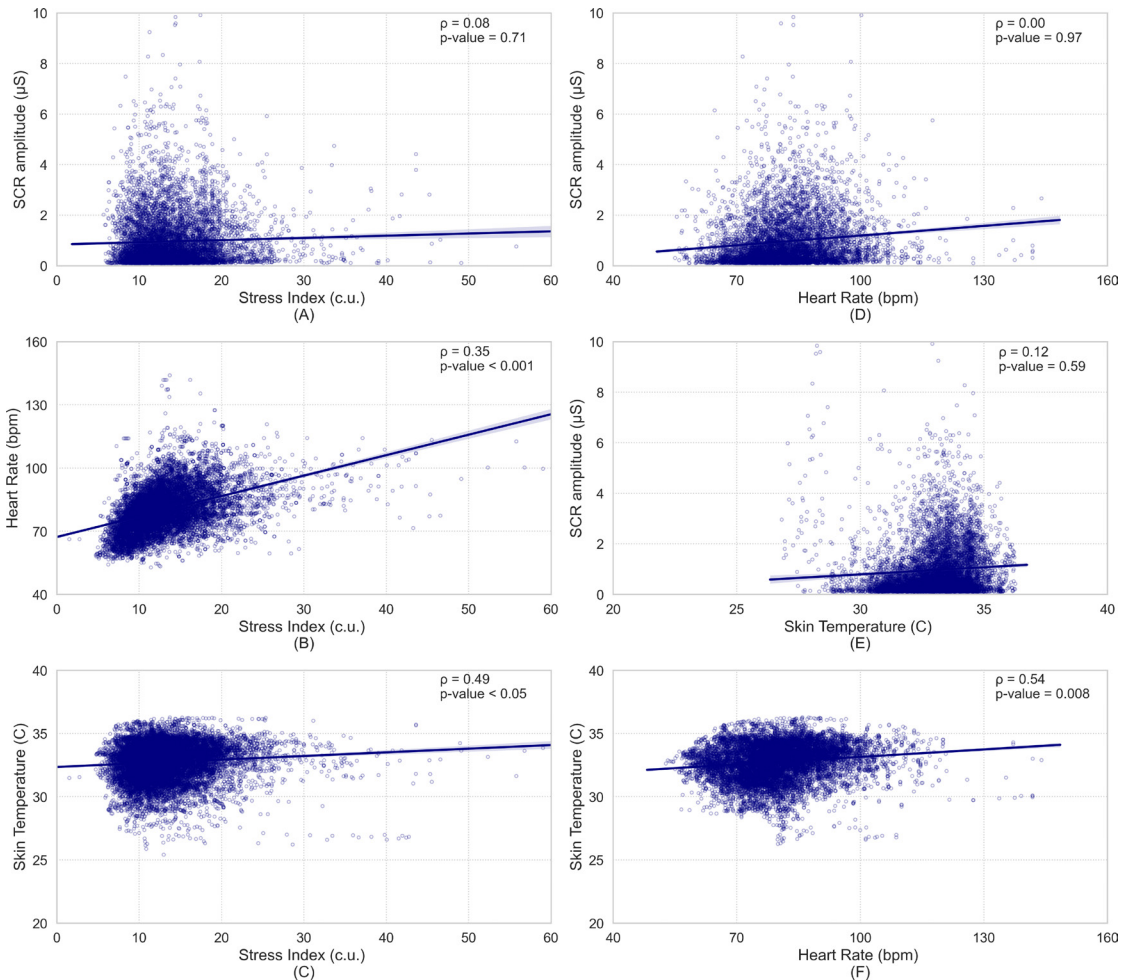 10
8
6
4
2
0
SCR amplitude (μS)
ρ = 0.08
p-value = 0.71
0
10
20
30
40
50
60
Stress Index (c.u.)
(A)
10
8
6
4
2
0
SCR amplitude (μS)
ρ = 0.00
p-value = 0.97
40
70
100
130
160
Heart Rate (bpm)
(D)
160
130
100
70
40
Heart Rate (bpm)
ρ = 0.35
p-value < 0.001
0
10
20
30
40
50
60
Stress Index (c.u.)
(B)
10
8
6
4
2
0
SCR amplitude (μS)
ρ = 0.12
p-value = 0.59
20
25
30
35
40
Skin Temperature (C)
(E)
40
35
30
25
20
Skin Temperature (C)
ρ = 0.49
p-value < 0.05
0
10
20
30
40
50
60
Stress Index (c.u.)
(C)
40
35
30
25
20
Skin Temperature (C)
ρ = 0.54
p-value = 0.008
40
70
100
130
160
Heart Rate (bpm)
(F)